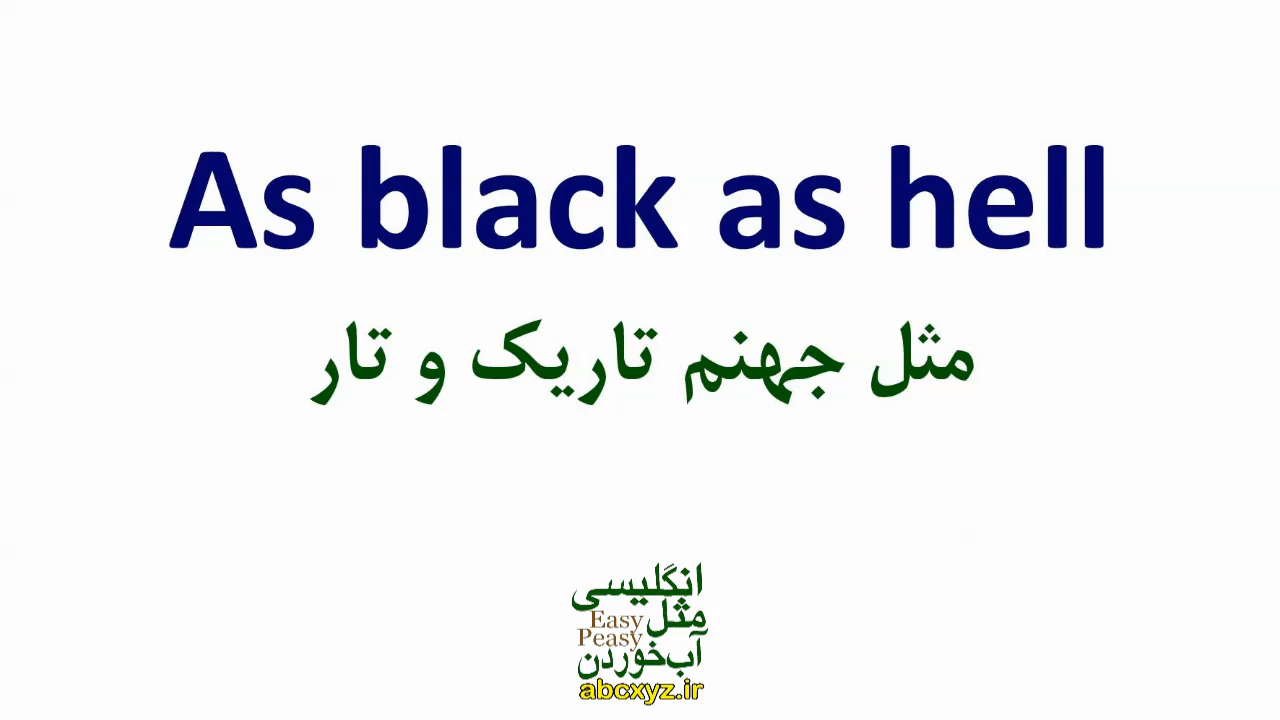 As black as hell
مثل جهنم تاریک و تار
انگلیسی
مثل
Easy
Peasy
آب‌خوردن
abcxyz.ir